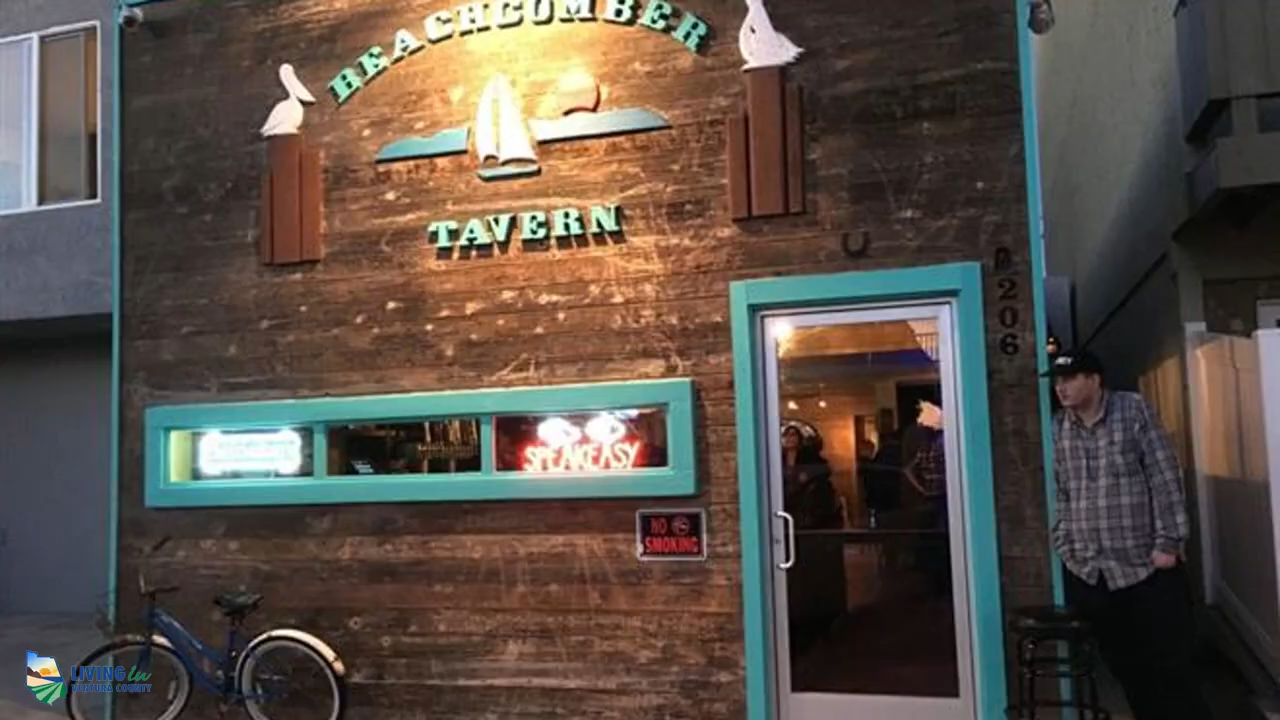 BEACHCOMBER
TAVERN
206
SPEAKEASY
NO
SMOKING
LIVING in
VENTURA COUNTY